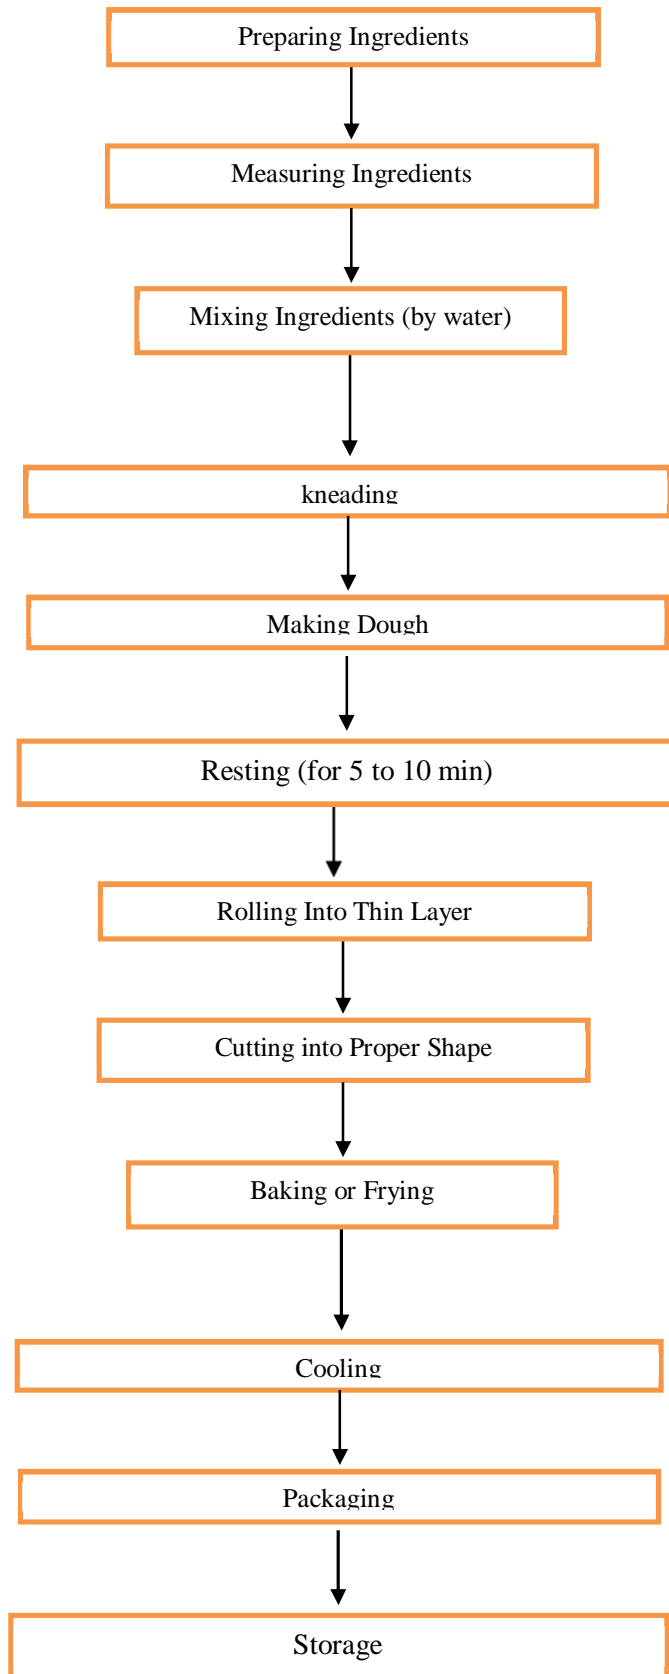 Preparing Ingredients
Measuring Ingredients
Mixing Ingredients (by water)
kneading
Making Dough
Resting (for 5 to 10 min)
Rolling Into Thin Layer
Cutting into Proper Shape
Baking or Frying
Cooling
Packaging
Storage